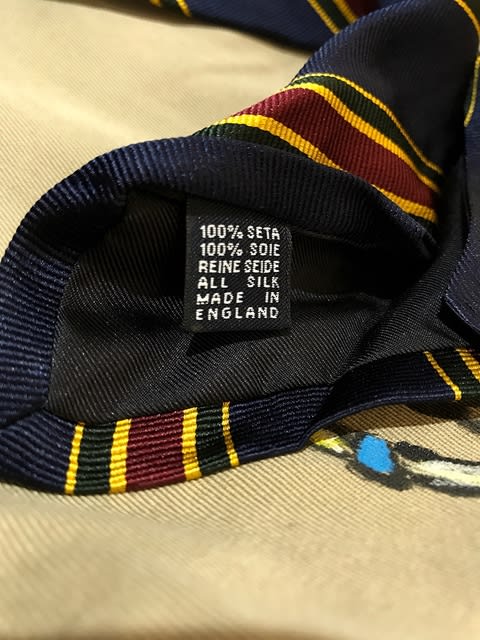 100% SETA
100% SOIE
REINE SEIDE
ALL SILK
MADE IN
ENGLAND